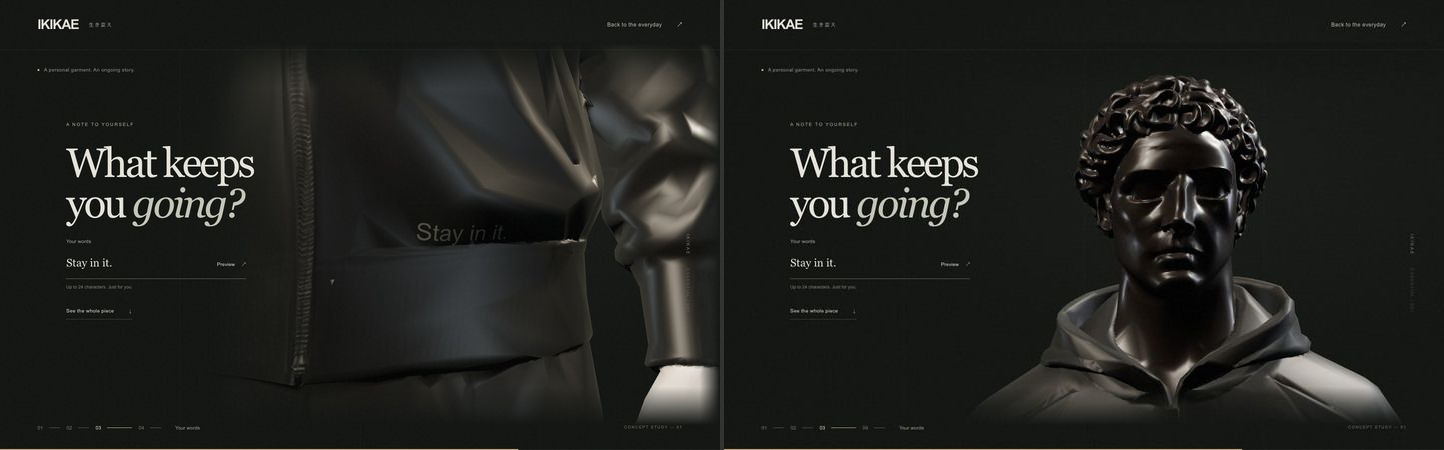 IKIKAE
Back to the everyday ↗
A personal garment. An ongoing story.
A NOTE TO YOURSELF
What keeps
you going?
Your words
Stay in it.
Preview ↗
Up to 24 characters. Just for you.
See the whole piece ↓
Stay in it.
IKIKAE
01 02 03 04 Your words
CONCEPT STUDY — 01
IKIKAE
Back to the everyday ↗
A personal garment. An ongoing story.
A NOTE TO YOURSELF
What keeps
you going?
Your words
Stay in it.
Preview ↗
Up to 24 characters. Just for you.
See the whole piece ↓
IKIKAE
01 02 03 04 Your words
CONCEPT STUDY — 01